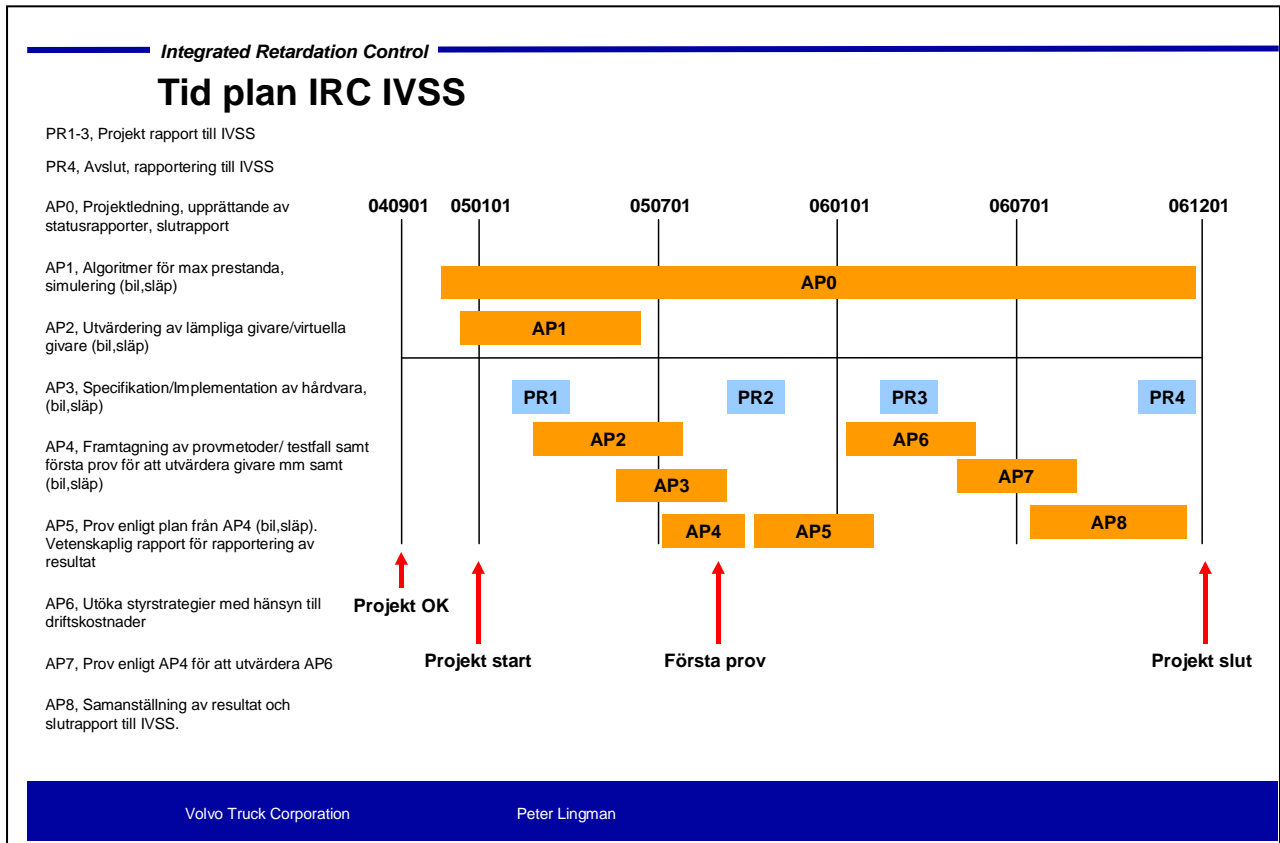 Integrated Retardation Control
Tid plan IRC IVSS
PR1-3, Projekt rapport till IVSS
PR4, Avslut, rapportering till IVSS
AP0, Projektledning, upprättande av
statusrapporter, slutrapport
AP1, Algoritmer för max prestanda,
simulering (bil,släp)
AP2, Utvärdering av lämpliga givare/virtuella
givare (bil,släp)
AP3, Specifikation/Implementation av hårdvara,
(bil,släp)
AP4, Framtagning av provmetoder/ testfall samt
första prov för att utvärdera givare mm samt
(bil,släp)
AP5, Prov enligt plan från AP4 (bil,släp).
Vetenskaplig rapport för rapportering av
resultat
AP6, Utöka styrstrategier med hänsyn till
driftskostnader
AP7, Prov enligt AP4 för att utvärdera AP6
AP8, Samanställning av resultat och
slutrapport till IVSS.
040901 050101 050701 060101 060701 061201
AP0
AP1
PR1 PR2 PR3 PR4
AP2 AP6
AP3 AP7
AP4 AP5 AP8
Projekt OK
Projekt start Första prov Projekt slut
Volvo Truck Corporation Peter Lingman